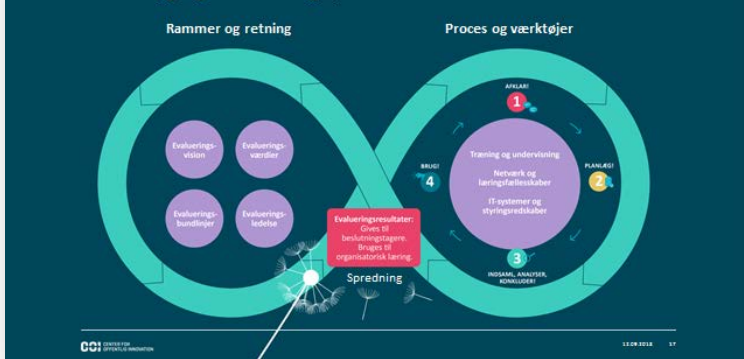 Rammer og retning
Proces og værktøjer
Evaluerings-
vision
Evaluerings-
værdier
Evaluerings-
bundlinjer
Evaluerings-
ledelse
Evalueringsresultater:
Gives til
beslutningstagere.
Bruges til
organisatorisk læring.
Spredning
AFKLAR!
1
Træning og undervisning
Netværk og
læringsfællesskaber
IT-systemer og
styringsredskaber
PLANLÆG!
2
3
INDSAML, ANALYSER,
KONKLUDER!
BRUG!
4
COI CENTER FOR
OFFENTLIG INNOVATION
13.09.2018 17